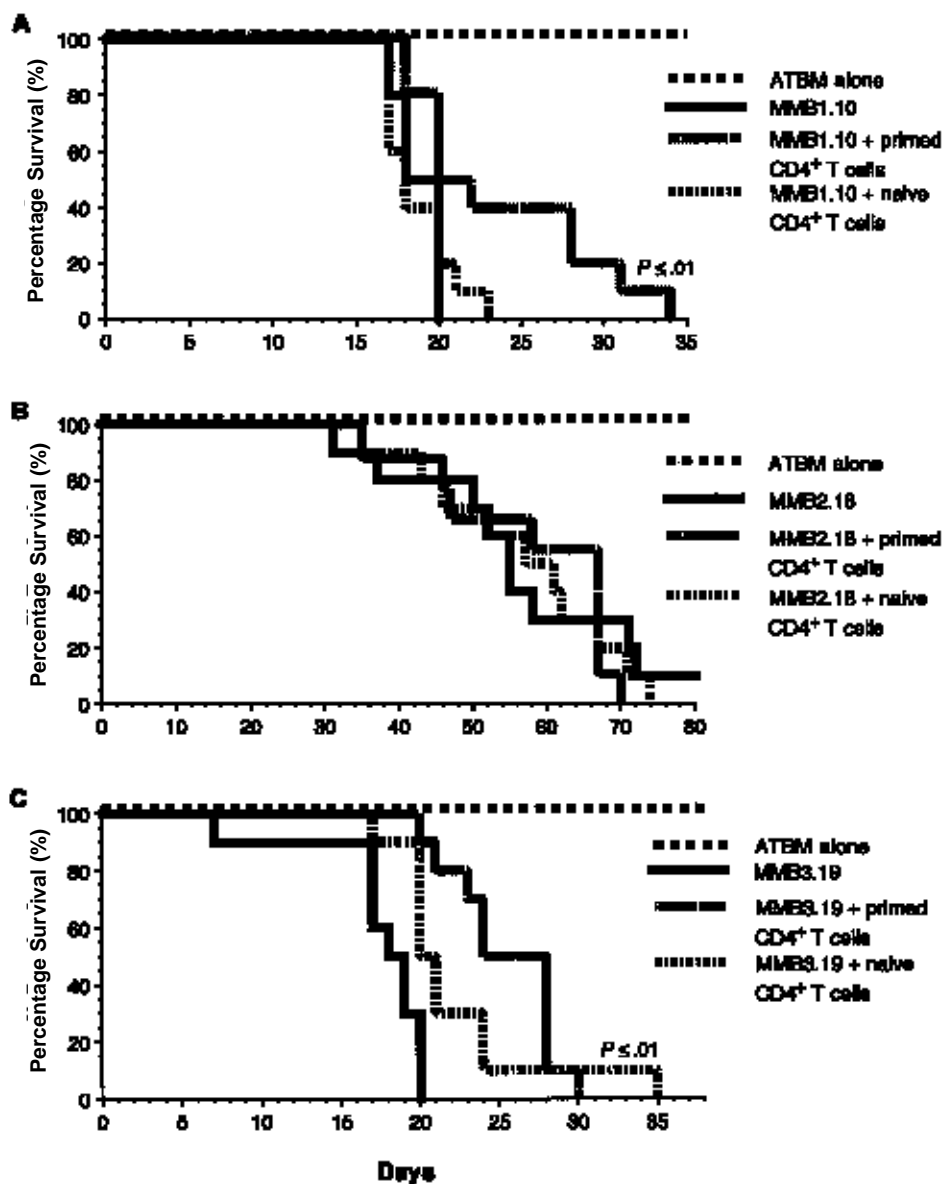 A
Percentage Survival (%)
100
80
60
40
20
0
0 5 10 15 20 25 30 35
ATBM alone
MMB1.10
MMB1.10 + primed
CD4+ T cells
MMB1.10 + naive
CD4+ T cells
P ≤ .01
B
Percentage Survival (%)
100
80
60
40
20
0
0 10 20 30 40 50 60 70 80
ATBM alone
MMB2.18
MMB2.18 + primed
CD4+ T cells
MMB2.18 + naive
CD4+ T cells
C
Percentage Survival (%)
100
80
60
40
20
0
0 5 10 15 20 25 30 35
ATBM alone
MMB3.19
MMB3.19 + primed
CD4+ T cells
MMB3.19 + naive
CD4+ T cells
P ≤ .01
Days